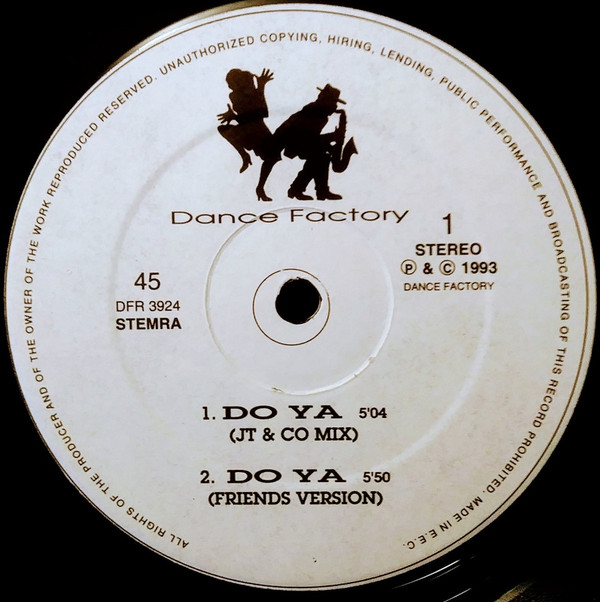 ALL RIGHTS OF THE PRODUCER AND OF THE OWNER OF THE WORK REPRODUCED RESERVED. UNAUTHORIZED COPYING, HIRING, LENDING, PUBLIC PERFORMANCE AND BROADCASTING OF THIS RECORD PROHIBITED. MADE IN E.E.C.
Dance Factory
1
STEREO
Ⓟ & © 1993
DANCE FACTORY
45
DFR 3924
STEMRA
1. DO YA 5'04
(JT & CO MIX)
2. DO YA 5'50
(FRIENDS VERSION)